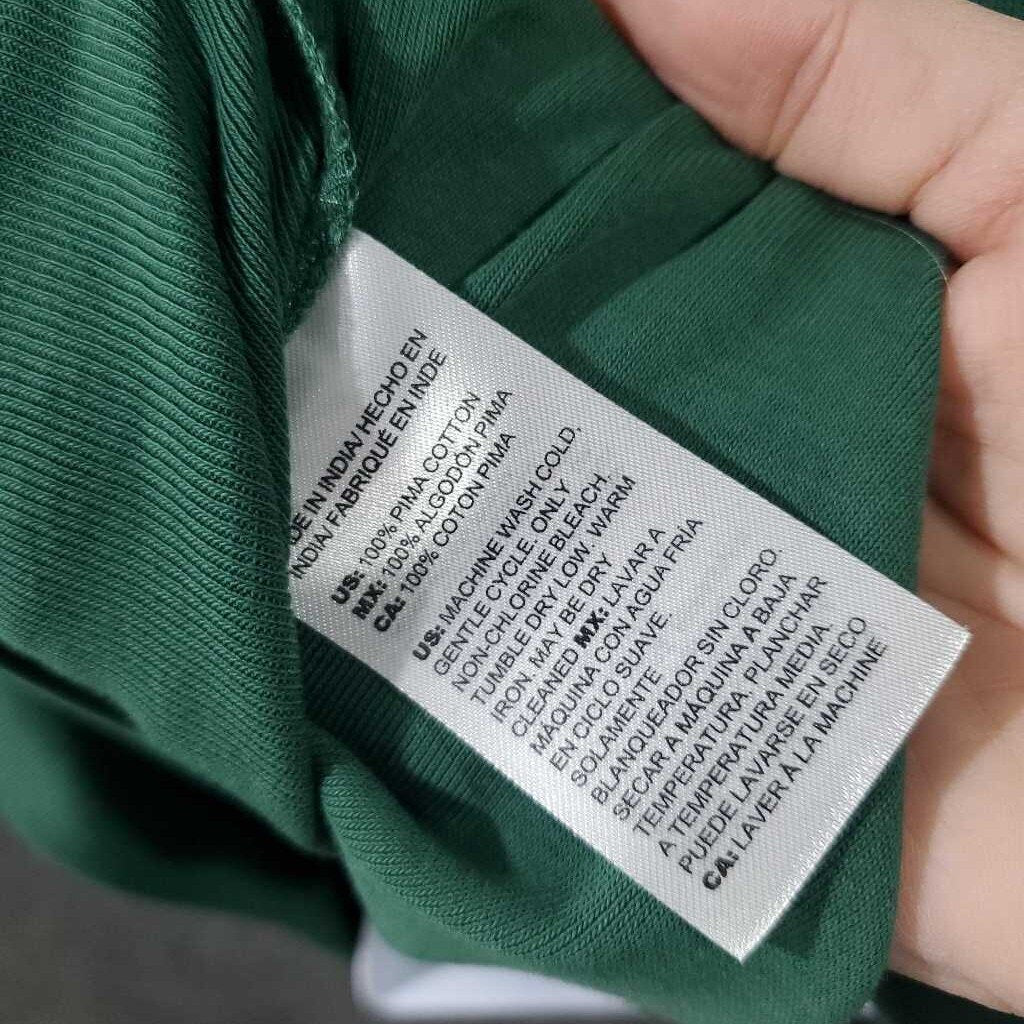 DE IN INDIA/ HECHO EN
INDIA/ FABRIQUÉ EN INDE
US: 100% PIMA COTTON
MX: 100% ALGODÓN PIMA
CA: 100% COTON PIMA
US: MACHINE WASH COLD,
GENTLE CYCLE. ONLY
NON-CHLORINE BLEACH,
TUMBLE DRY LOW. WARM
IRON. MAY BE DRY
CLEANED MX: LAVAR A
MAQUINA CON AGUA FRÍA
EN CICLO SUAVE.
SOLAMENTE
BLANQUEADOR SIN CLORO.
SECAR A MÁQUINA A BAJA
TEMPERATURA. PLANCHAR
A TEMPERATURA MEDIA.
PUEDE LAVARSE EN SECO
CA: LAVER À LA MACHINE